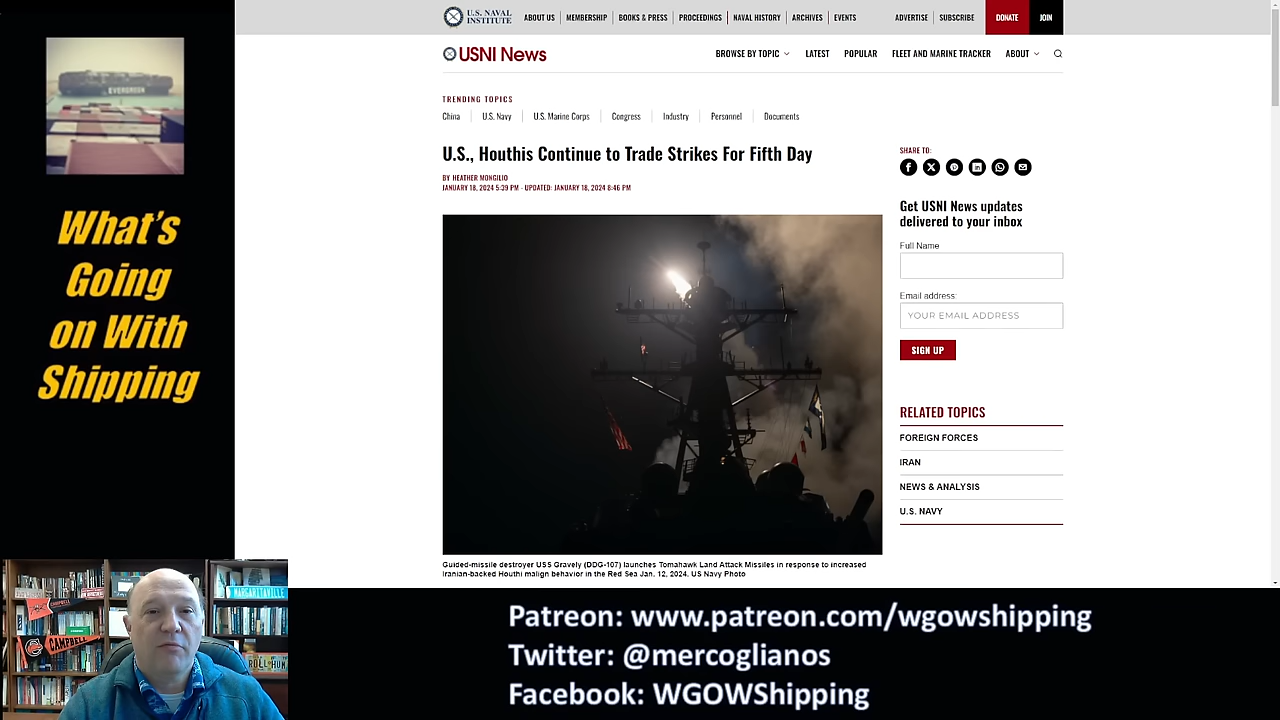 EVERGREEN
What's
Going
on With
Shipping
U.S. NAVAL
INSTITUTE
ABOUT US
MEMBERSHIP
BOOKS & PRESS
PROCEEDINGS
NAVAL HISTORY
ARCHIVES
EVENTS
ADVERTISE
SUBSCRIBE
DONATE
JOIN
USNI News
BROWSE BY TOPIC
LATEST
POPULAR
FLEET AND MARINE TRACKER
ABOUT
TRENDING TOPICS
China
U.S. Navy
U.S. Marine Corps
Congress
Industry
Personnel
Documents
U.S., Houthis Continue to Trade Strikes For Fifth Day
BY HEATHER MONGILIO
JANUARY 18, 2024 5:39 PM - UPDATED: JANUARY 18, 2024 8:46 PM
SHARE TO:
Get USNI News updates
delivered to your inbox
Full Name
Email address:
YOUR EMAIL ADDRESS
SIGN UP
RELATED TOPICS
FOREIGN FORCES
IRAN
NEWS & ANALYSIS
U.S. NAVY
Guided-missile destroyer USS Gravely (DDG-107) launches Tomahawk Land Attack Missiles in response to increased
Iranian-backed Houthi malign behavior in the Red Sea Jan. 12, 2024. US Navy Photo
MARGARITAVILLE
CAMPBELL
CAMPBELL
Patreon: www.patreon.com/wgowshipping
Twitter: @mercoglianos
Facebook: WGOWShipping